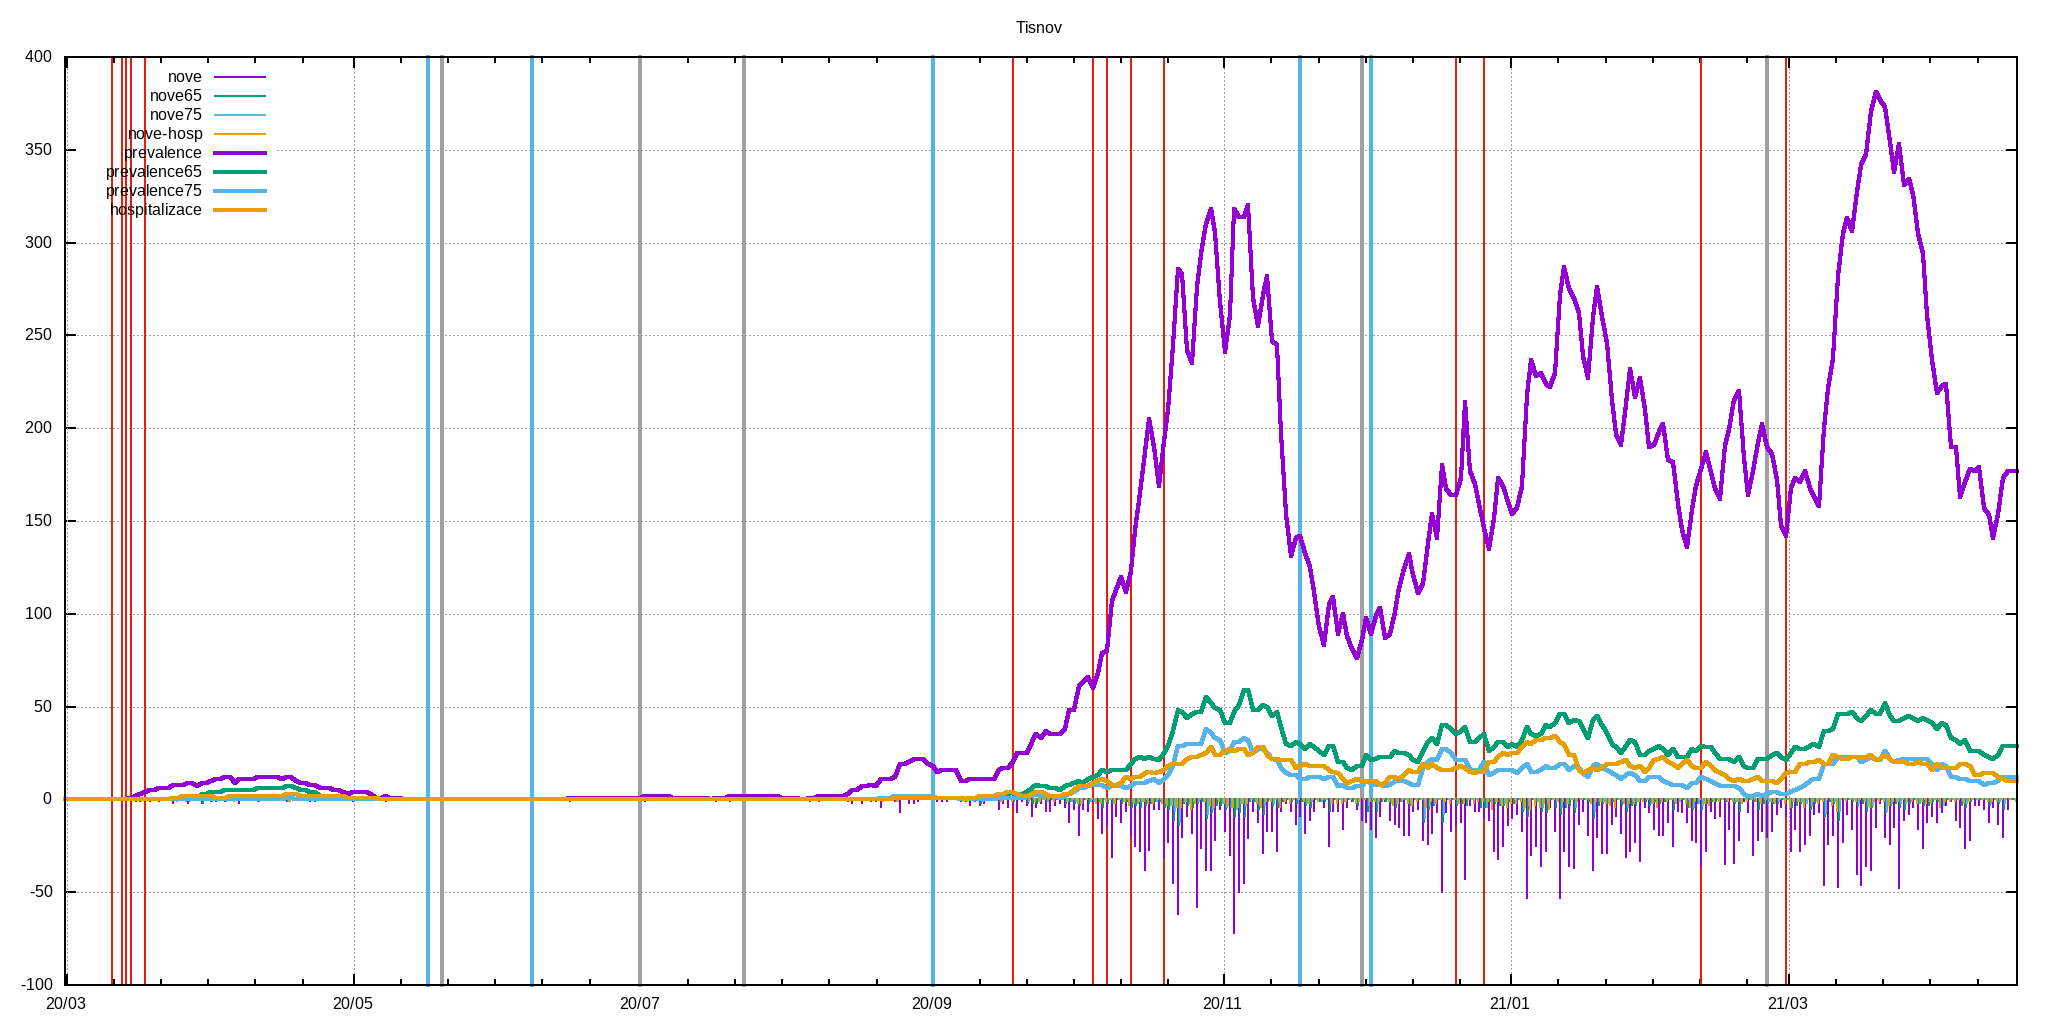 Tisnov
400
350
300
250
200
150
100
50
0
-50
-100
nove
nove65
nove75
nove-hosp
prevalence
prevalence65
prevalence75
hospitalizace
20/03 20/05 20/07 20/09 20/11 21/01 21/03